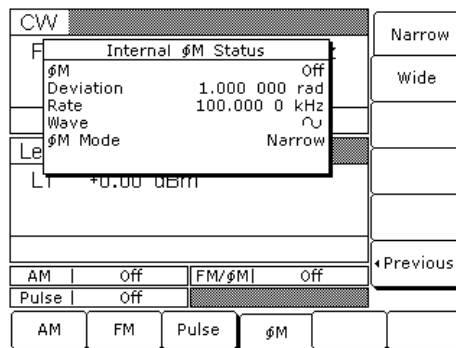 CW
Narrow
F
z
Internal ϕM Status
ϕM Off
Wide
Deviation 1.000 000 rad
Rate 100.000 0 kHz
Wave
ϕM Mode Narrow
Le
L1 +0.00 dBm
◂Previous
AM | Off FM/ϕM| Off
Pulse | Off
AM FM Pulse ϕM